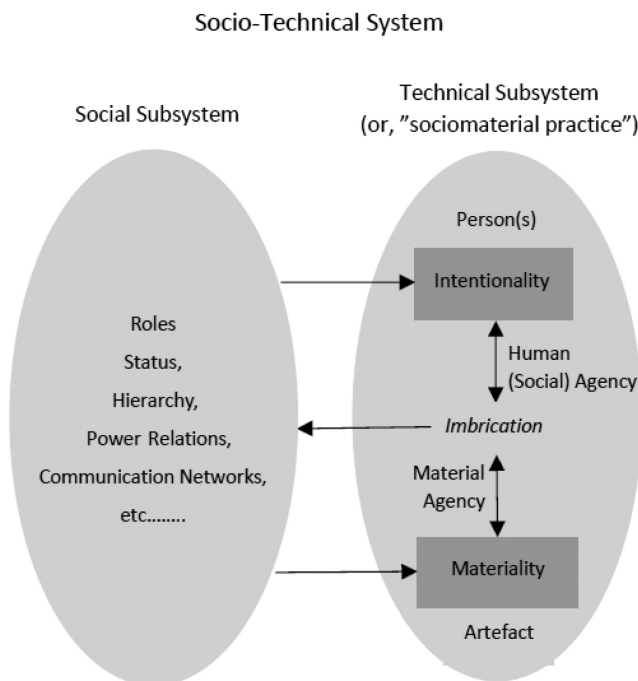 Socio-Technical System
Social Subsystem
Technical Subsystem
(or, ”sociomaterial practice”)
Roles
Status,
Hierarchy,
Power Relations,
Communication Networks,
etc……..
Person(s)
Intentionality
Human
(Social) Agency
Imbrication
Material
Agency
Materiality
Artefact